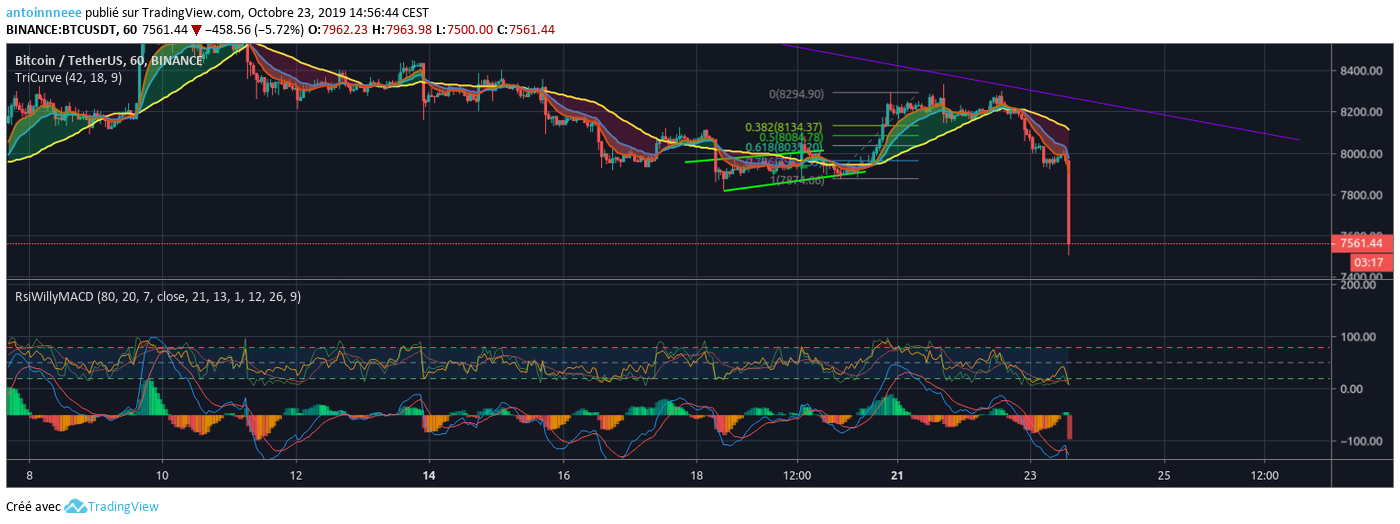 antoinnneee publié sur TradingView.com, Octobre 23, 2019 14:56:44 CEST
BINANCE:BTCUSDT, 60 7561.44 ▼ −458.56 (−5.72%) O:7962.23 H:7963.98 L:7500.00 C:7561.44
Bitcoin / TetherUS, 60, BINANCE
TriCurve (42, 18, 9)
8400.00
0(8294.90)
8200.00
0.382(8134.37)
0.5(8084.78)
0.618(8035.20)
8000.00
1(7874.66)
7800.00
7600.00
7561.44
03:17
7400.00
200.00
RsiWillyMACD (80, 20, 7, close, 21, 13, 1, 12, 26, 9)
100.00
0.00
−100.00
8 10 12 14 16 18 12:00 21 23 25 12:00
Créé avec TradingView